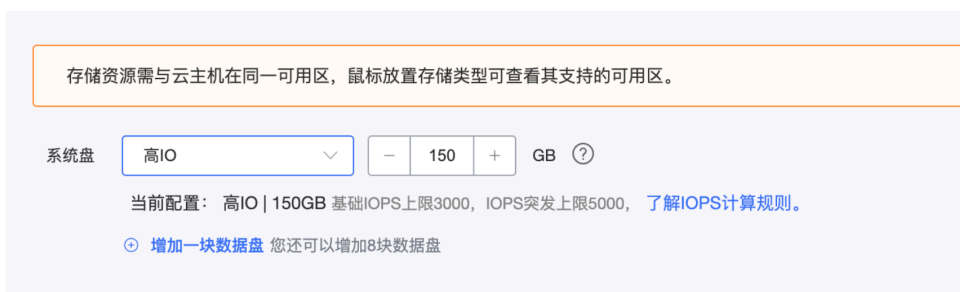 存储资源需与云主机在同一可用区，鼠标放置存储类型可查看其支持的可用区。
系统盘 高IO − 150 + GB ?
当前配置： 高IO | 150GB 基础IOPS上限3000，IOPS突发上限5000， 了解IOPS计算规则。
增加一块数据盘 您还可以增加8块数据盘